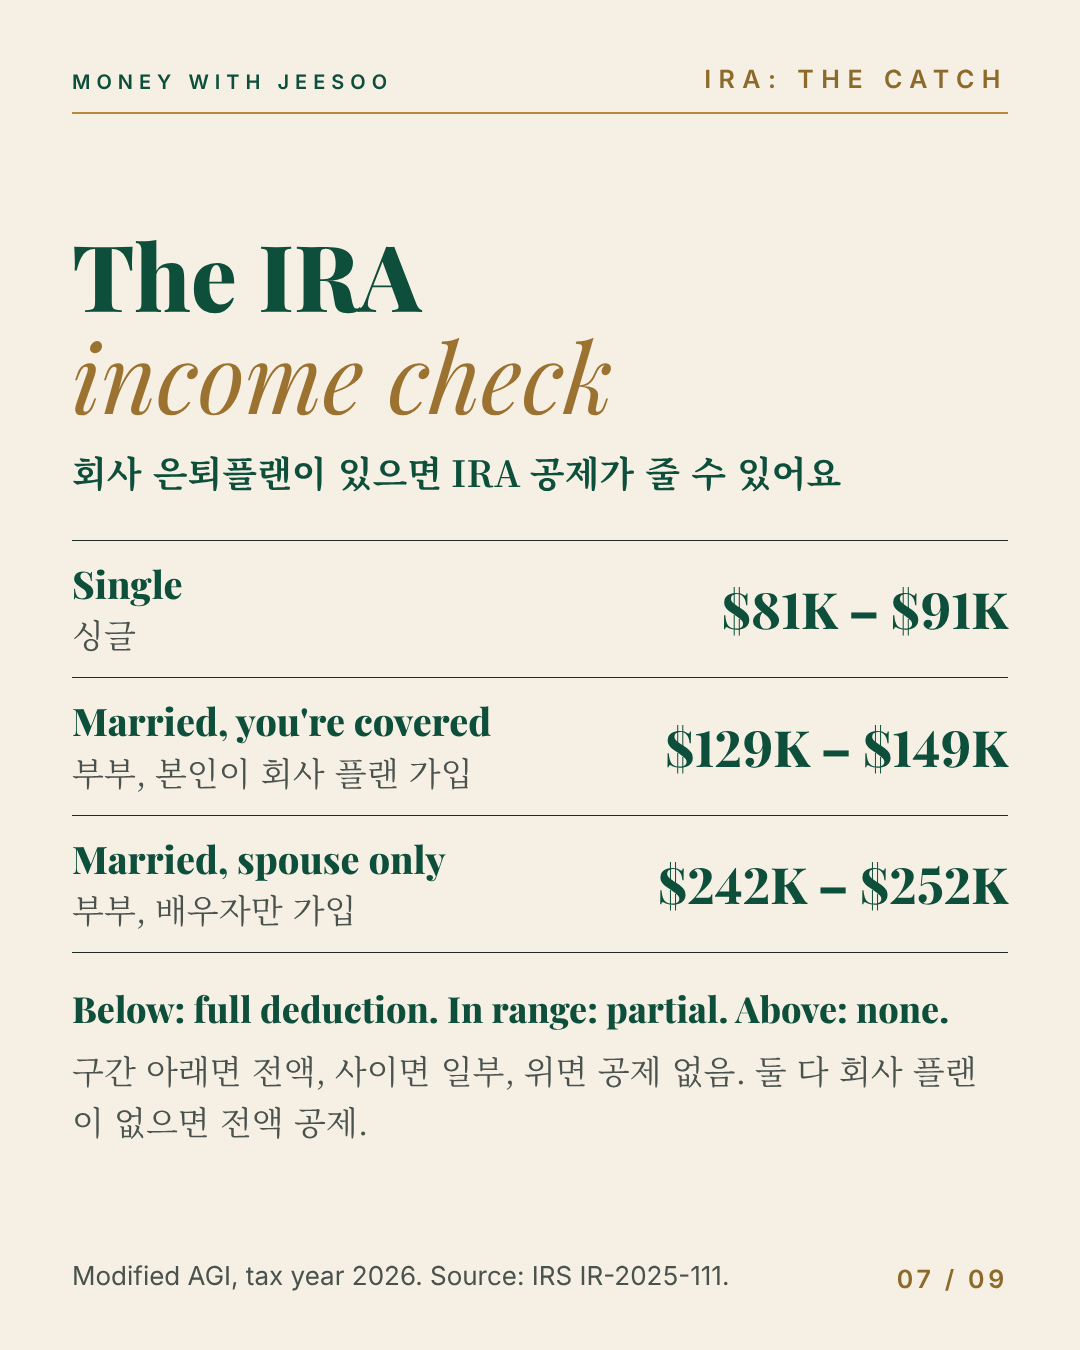 MONEY WITH JEESOO
IRA: THE CATCH
The IRA
income check
회사 은퇴플랜이 있으면 IRA 공제가 줄 수 있어요
Single
싱글
$81K – $91K
Married, you're covered
부부, 본인이 회사 플랜 가입
$129K – $149K
Married, spouse only
부부, 배우자만 가입
$242K – $252K
Below: full deduction. In range: partial. Above: none.
구간 아래면 전액, 사이면 일부, 위면 공제 없음. 둘 다 회사 플랜
이 없으면 전액 공제.
Modified AGI, tax year 2026. Source: IRS IR-2025-111.
07 / 09